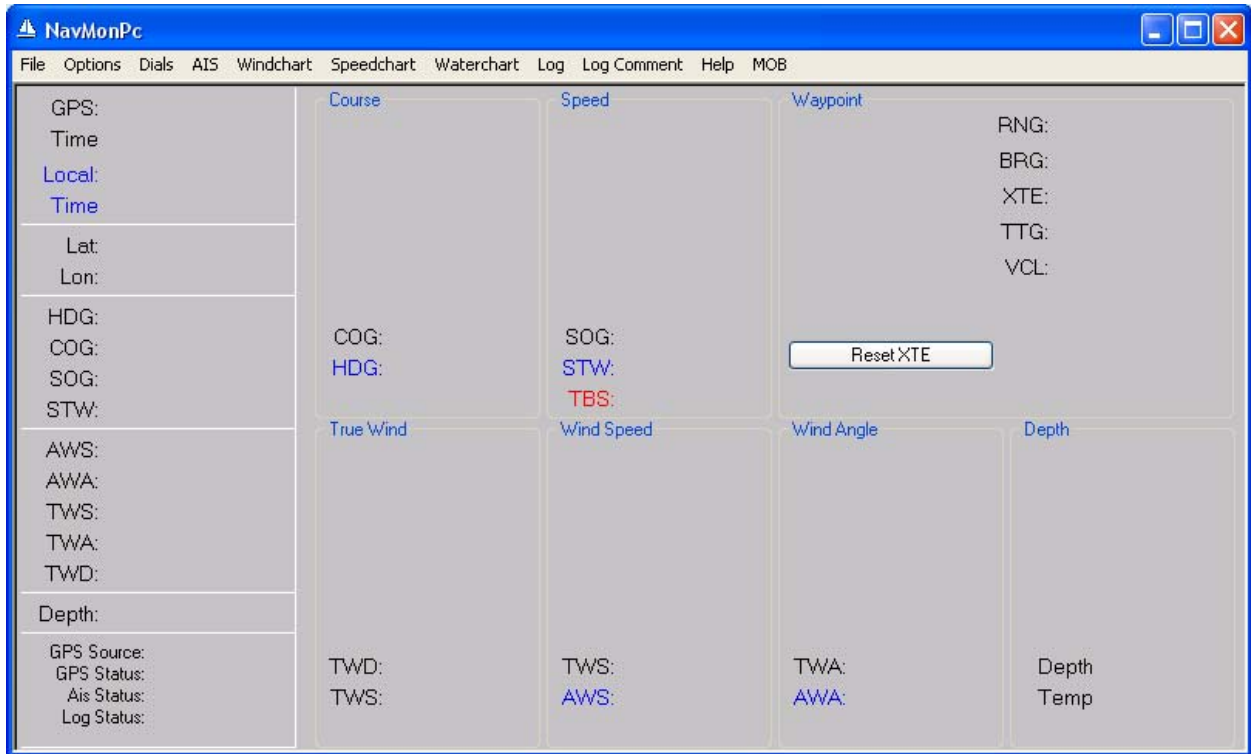 NavMonPc
File Options Dials AIS Windchart Speedchart Waterchart Log Log Comment Help MOB
GPS:
Time
Local:
Time
Lat:
Lon:
HDG:
COG:
SOG:
STW:
AWS:
AWA:
TWS:
TWA:
TWD:
Depth:
GPS Source:
GPS Status:
Ais Status:
Log Status:
Course
COG:
HDG:
Speed
SOG:
STW:
TBS:
Waypoint
RNG:
BRG:
XTE:
TTG:
VCL:
Reset XTE
True Wind
TWD:
TWS:
Wind Speed
TWS:
AWS:
Wind Angle
TWA:
AWA:
Depth
Depth
Temp